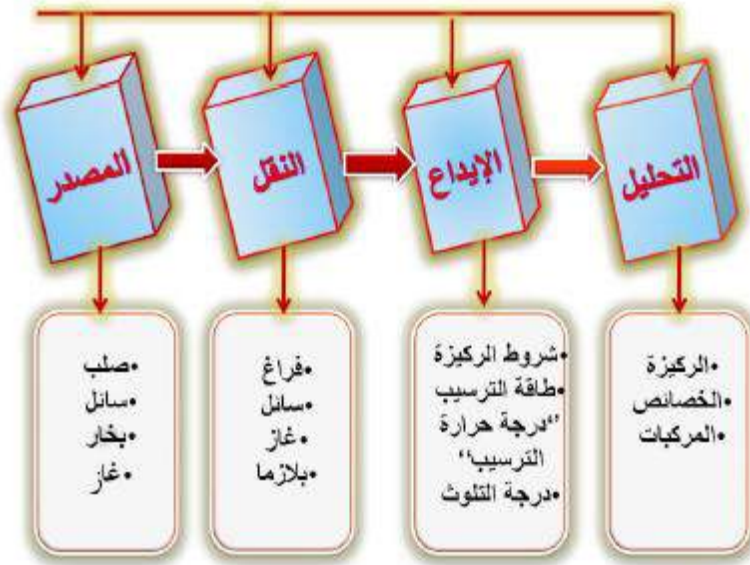 المصدر
النقل
الإيداع
التحليل
•صلب
•سائل
•بخار
•غاز
•فراغ
•سائل
•غاز
•بلازما
•شروط الركيزة
•طاقة الترسيب
“درجة حرارة
الترسيب“
•درجة التلوث
•الركيزة
•الخصائص
•المركبات